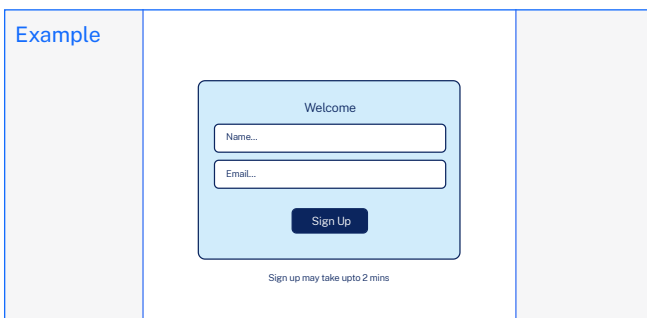 Example
Welcome
Name...
Email...
Sign Up
Sign up may take upto 2 mins